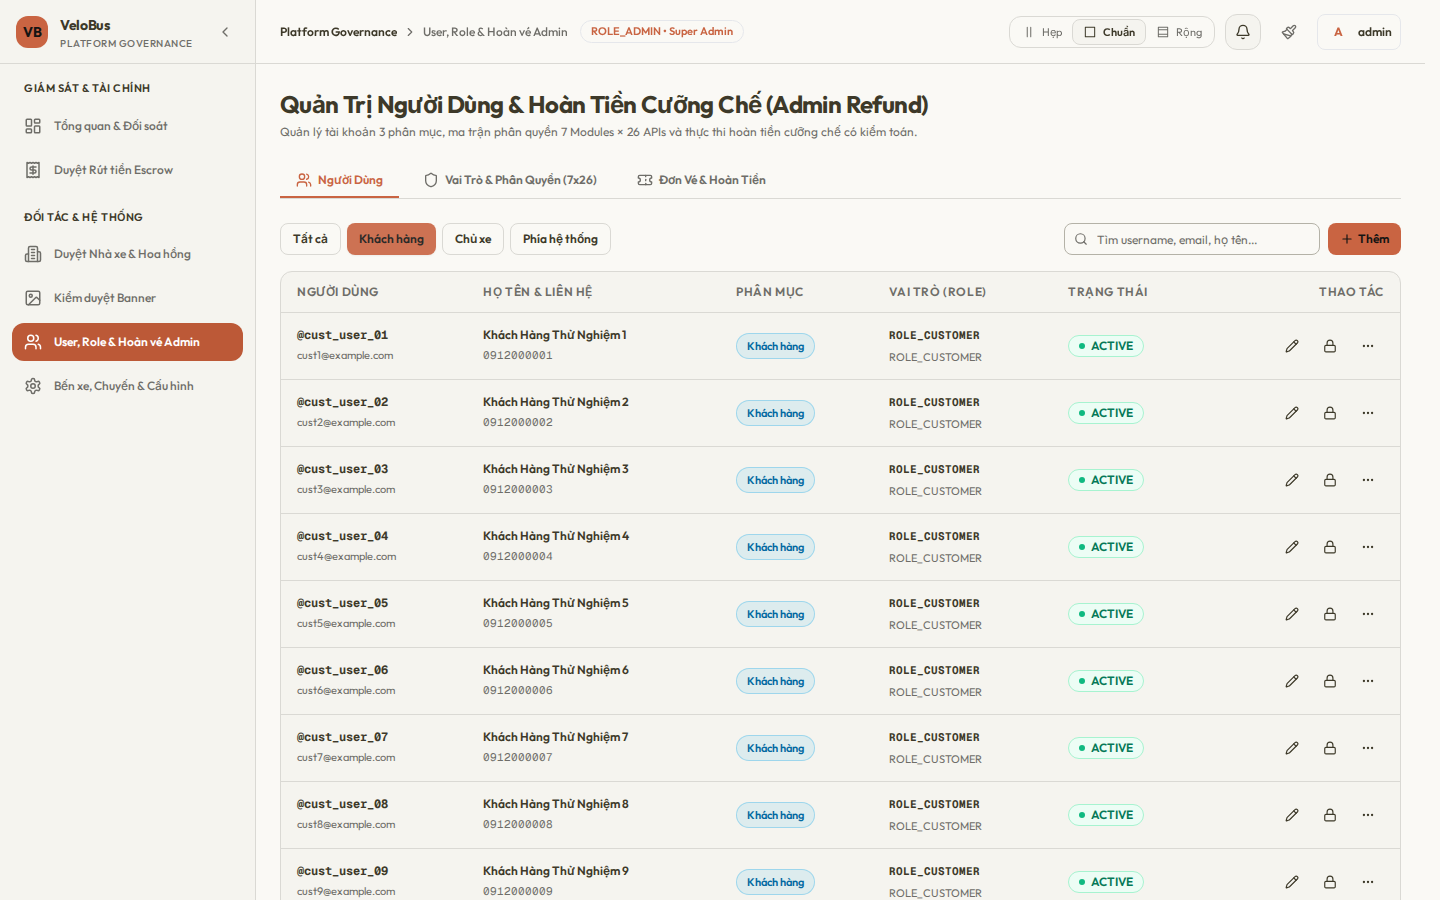 VB
VeloBus
PLATFORM GOVERNANCE
GIÁM SÁT & TÀI CHÍNH
Tổng quan & Đối soát
Duyệt Rút tiền Escrow
ĐỐI TÁC & HỆ THỐNG
Duyệt Nhà xe & Hoa hồng
Kiểm duyệt Banner
User, Role & Hoàn vé Admin
Bến xe, Chuyến & Cấu hình
Platform Governance > User, Role & Hoàn vé Admin ROLE_ADMIN • Super Admin
Hẹp Chuẩn Rộng
A admin
Quản Trị Người Dùng & Hoàn Tiền Cưỡng Chế (Admin Refund)
Quản lý tài khoản 3 phân mục, ma trận phân quyền 7 Modules × 26 APIs và thực thi hoàn tiền cưỡng chế có kiểm toán.
Người Dùng Vai Trò & Phân Quyền (7x26) Đơn Vé & Hoàn Tiền
Tất cả Khách hàng Chủ xe Phía hệ thống Tìm username, email, họ tên... + Thêm
NGƯỜI DÙNG HỌ TÊN & LIÊN HỆ PHÂN MỤC VAI TRÒ (ROLE) TRẠNG THÁI THAO TÁC
@cust_user_01 Khách Hàng Thử Nghiệm 1 Khách hàng ROLE_CUSTOMER ACTIVE
cust1@example.com 0912000001 ROLE_CUSTOMER
@cust_user_02 Khách Hàng Thử Nghiệm 2 Khách hàng ROLE_CUSTOMER ACTIVE
cust2@example.com 0912000002 ROLE_CUSTOMER
@cust_user_03 Khách Hàng Thử Nghiệm 3 Khách hàng ROLE_CUSTOMER ACTIVE
cust3@example.com 0912000003 ROLE_CUSTOMER
@cust_user_04 Khách Hàng Thử Nghiệm 4 Khách hàng ROLE_CUSTOMER ACTIVE
cust4@example.com 0912000004 ROLE_CUSTOMER
@cust_user_05 Khách Hàng Thử Nghiệm 5 Khách hàng ROLE_CUSTOMER ACTIVE
cust5@example.com 0912000005 ROLE_CUSTOMER
@cust_user_06 Khách Hàng Thử Nghiệm 6 Khách hàng ROLE_CUSTOMER ACTIVE
cust6@example.com 0912000006 ROLE_CUSTOMER
@cust_user_07 Khách Hàng Thử Nghiệm 7 Khách hàng ROLE_CUSTOMER ACTIVE
cust7@example.com 0912000007 ROLE_CUSTOMER
@cust_user_08 Khách Hàng Thử Nghiệm 8 Khách hàng ROLE_CUSTOMER ACTIVE
cust8@example.com 0912000008 ROLE_CUSTOMER
@cust_user_09 Khách Hàng Thử Nghiệm 9 Khách hàng ROLE_CUSTOMER ACTIVE
cust9@example.com 0912000009 ROLE_CUSTOMER